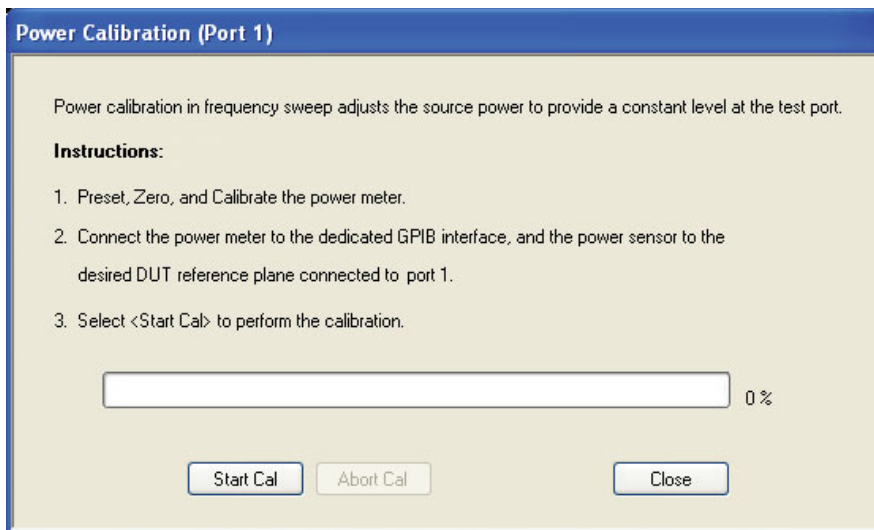 Power Calibration (Port 1)
Power calibration in frequency sweep adjusts the source power to provide a constant level at the test port.
Instructions:
1. Preset, Zero, and Calibrate the power meter.
2. Connect the power meter to the dedicated GPIB interface, and the power sensor to the
desired DUT reference plane connected to port 1.
3. Select <Start Cal> to perform the calibration.
0 %
Start Cal
Abort Cal
Close